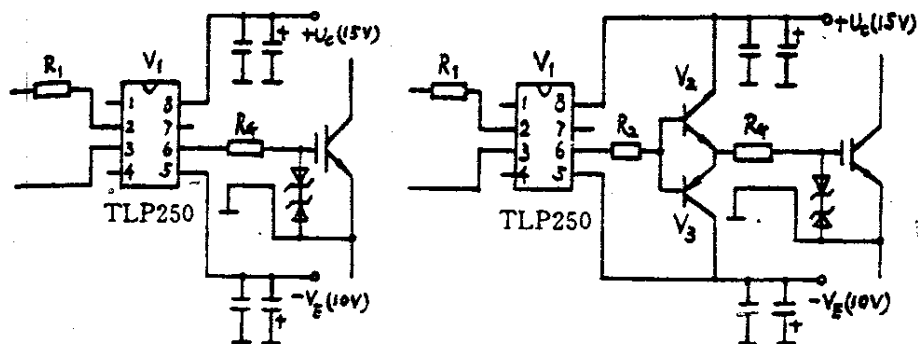 +Uc(15V)
R1
V1
1 8
2 7
3 6
4 5
R4
TLP250
-VE(10V)
+Uc(15V)
R1
V1
1 8
2 7
3 6
4 5
R2
V2
R4
V3
TLP250
-VE(10V)